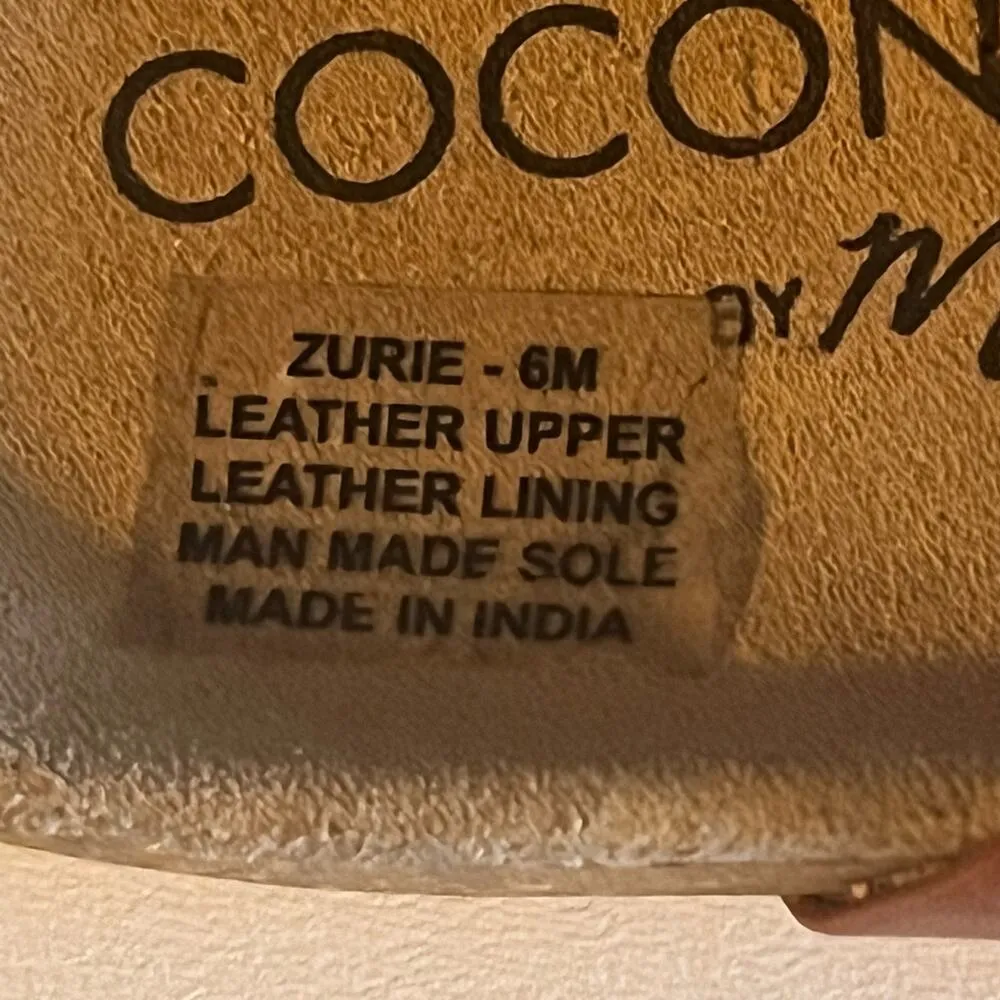 COCON
BY M
ZURIE - 6M
LEATHER UPPER
LEATHER LINING
MAN MADE SOLE
MADE IN INDIA